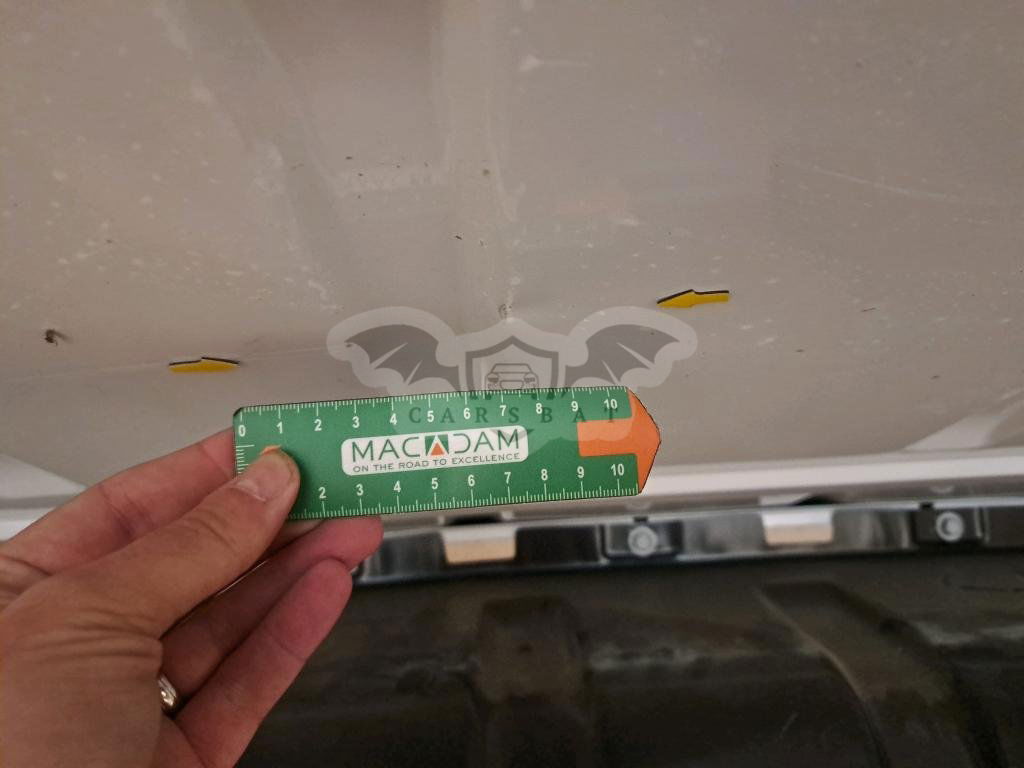 CARSBAT
0 1 2 3 4 5 6 7 8 9 10
MACADAM
ON THE ROAD TO EXCELLENCE
2 3 4 5 6 7 8 9 10